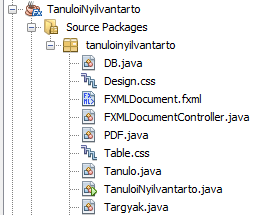 TanuloiNyilvantarto
Source Packages
tanuloinyilvantarto
DB.java
Design.css
FXMLDocument.fxml
FXMLDocumentController.java
PDF.java
Table.css
Tanulo.java
TanuloiNyilvantarto.java
Targyak.java